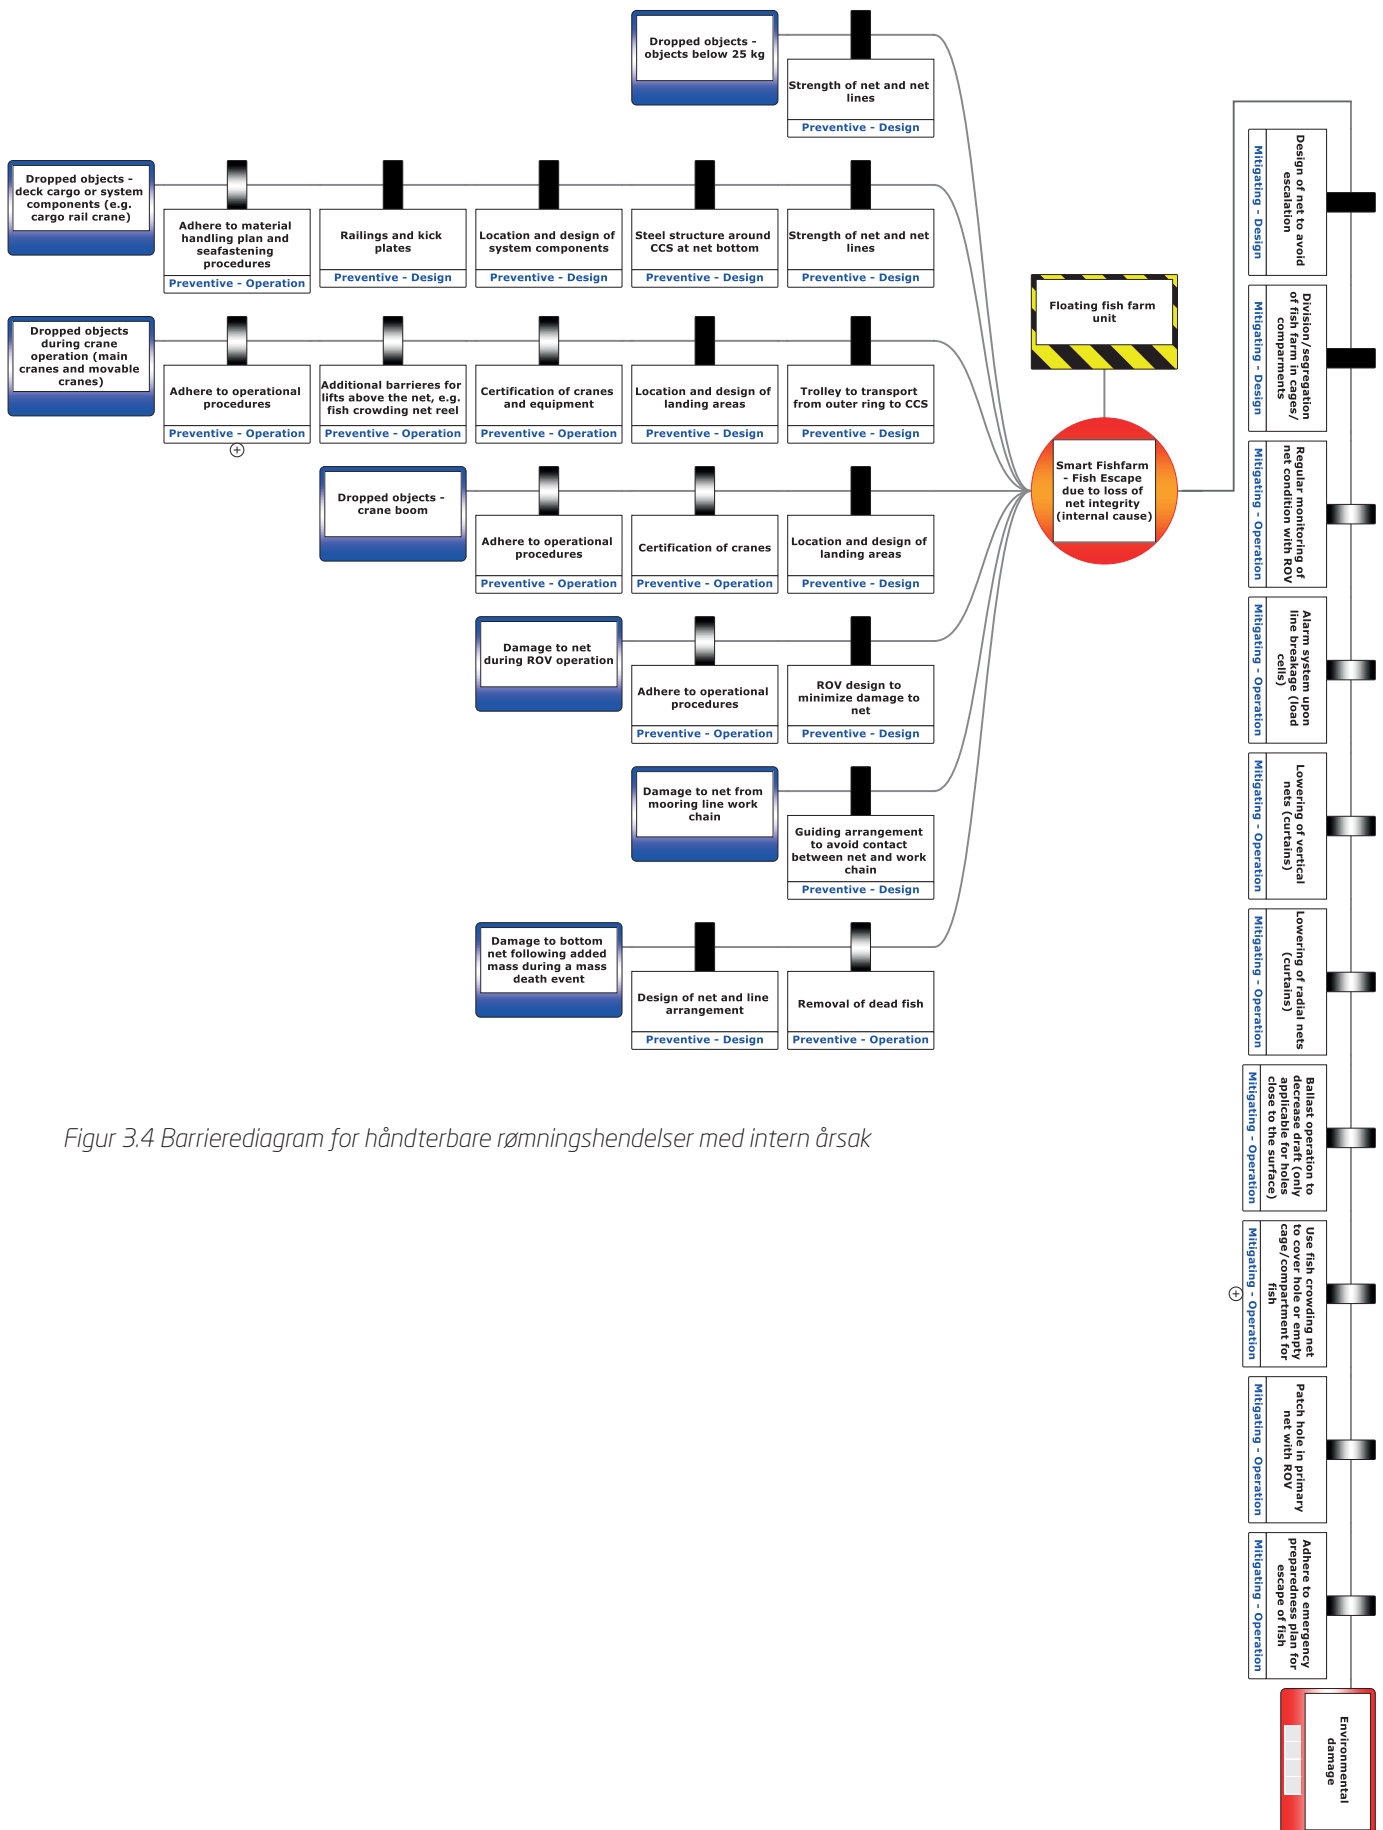 Dropped objects –
objects below 25 kg
Strength of net and net
lines
Preventive – Design
Dropped objects –
deck cargo or system
components (e.g.
cargo rail crane)
Adhere to material
handling plan and
seafastening
procedures
Preventive – Operation
Railings and kick
plates
Preventive – Design
Location and design of
system components
Preventive – Design
Steel structure around
CCS at net bottom
Preventive – Design
Strength of net and net
lines
Preventive – Design
Dropped objects
during crane
operation (main
cranes and movable
cranes)
Adhere to operational
procedures
Preventive – Operation
Additional barrieres for
lifts above the net, e.g.
fish crowding net reel
Preventive – Operation
Certification of cranes
and equipment
Preventive – Operation
Location and design of
landing areas
Preventive – Design
Trolley to transport
from outer ring to CCS
Preventive – Design
Dropped objects –
crane boom
Adhere to operational
procedures
Preventive – Operation
Certification of cranes
Preventive – Operation
Location and design of
landing areas
Preventive – Design
Damage to net
during ROV operation
Adhere to operational
procedures
Preventive – Operation
ROV design to
minimize damage to
net
Preventive – Design
Damage to net from
mooring line work
chain
Guiding arrangement
to avoid contact
between net and work
chain
Preventive – Design
Damage to bottom
net following added
mass during a mass
death event
Design of net and line
arrangement
Preventive – Design
Removal of dead fish
Preventive – Operation
Floating fish farm
unit
Smart Fishfarm
– Fish Escape
due to loss of
net integrity
(internal cause)
Design of net to avoid
escalation
Mitigating – Design
Division/segregation
of fish farm in cages/
comparments
Mitigating – Design
Regular monitoring of
net condition with ROV
Mitigating – Operation
Alarm system upon
line breakage (load
cells)
Mitigating – Operation
Lowering of vertical
nets (curtains)
Mitigating – Operation
Lowering of radial nets
(curtains)
Mitigating – Operation
Ballast operation to
decrease draft (only
applicable for holes
close to the surface)
Mitigating – Operation
Use fish crowding net
to cover hole or empty
cage/compartment for
fish
Mitigating – Operation
Patch hole in primary
net with ROV
Mitigating – Operation
Adhere to emergency
preparedness plan for
escape of fish
Mitigating – Operation
Environmental
damage
Figur 3.4 Barrierediagram for håndterbare rømningshendelser med intern årsak